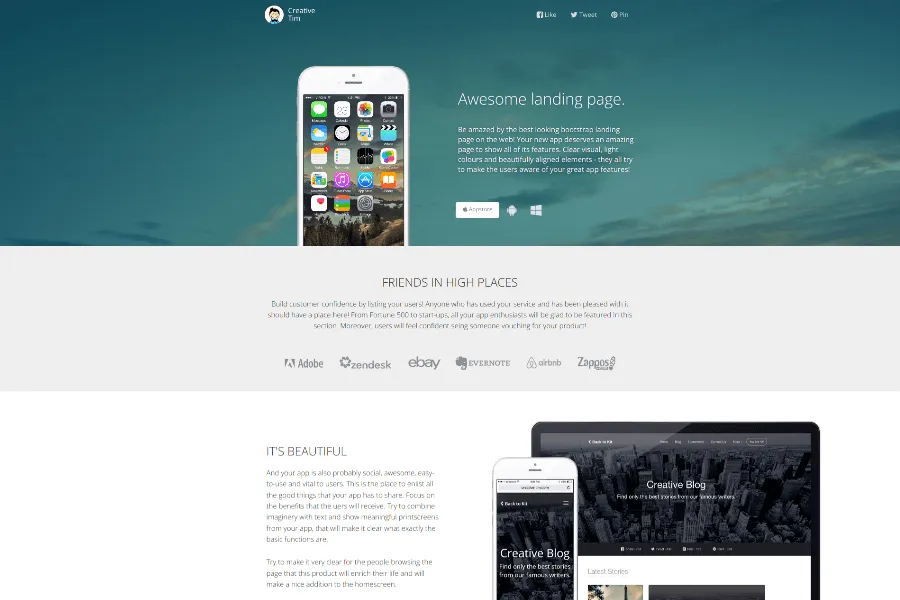 Creative
Tim
Like
Tweet
Pin
Awesome landing page.
Be amazed by the best looking bootstrap landing
page on the web! Your new app deserves an amazing
page to show all of its features. Clear visual, light
colours and beautifully aligned elements - they all try
to make the users aware of your great app features!
Appstore
FRIENDS IN HIGH PLACES
Build customer confidence by listing your users! Anyone who has used your service and has been pleased with it
should have a place here! From Fortune 500 to start-ups, all your app enthusiasts will be glad to be featured in this
section. Moreover, users will feel confident seing someone vouching for your product!
Adobe
zendesk
ebay
EVERNOTE
airbnb
Zappos
IT'S BEAUTIFUL
And your app is also probably social, awesome, easy-
to-use and vital to users. This is the place to enlist all
the good things that your app has to share. Focus on
the benefits that the uers will receive. Try to combine
imaginery with text and show meaningful printscreens
from your app, that will make it clear what exactly the
basic functions are.
Try to make it very clear for the people browsing the
page that this product will enrich their life and will
make a nice addition to the homescreen.
Back to Kit
Creative Blog
Find only the best stories
from our famous writers.
Back to Kit
Blog
Creative Blog
Find only the best stories from our famous writers.
Latest Stories